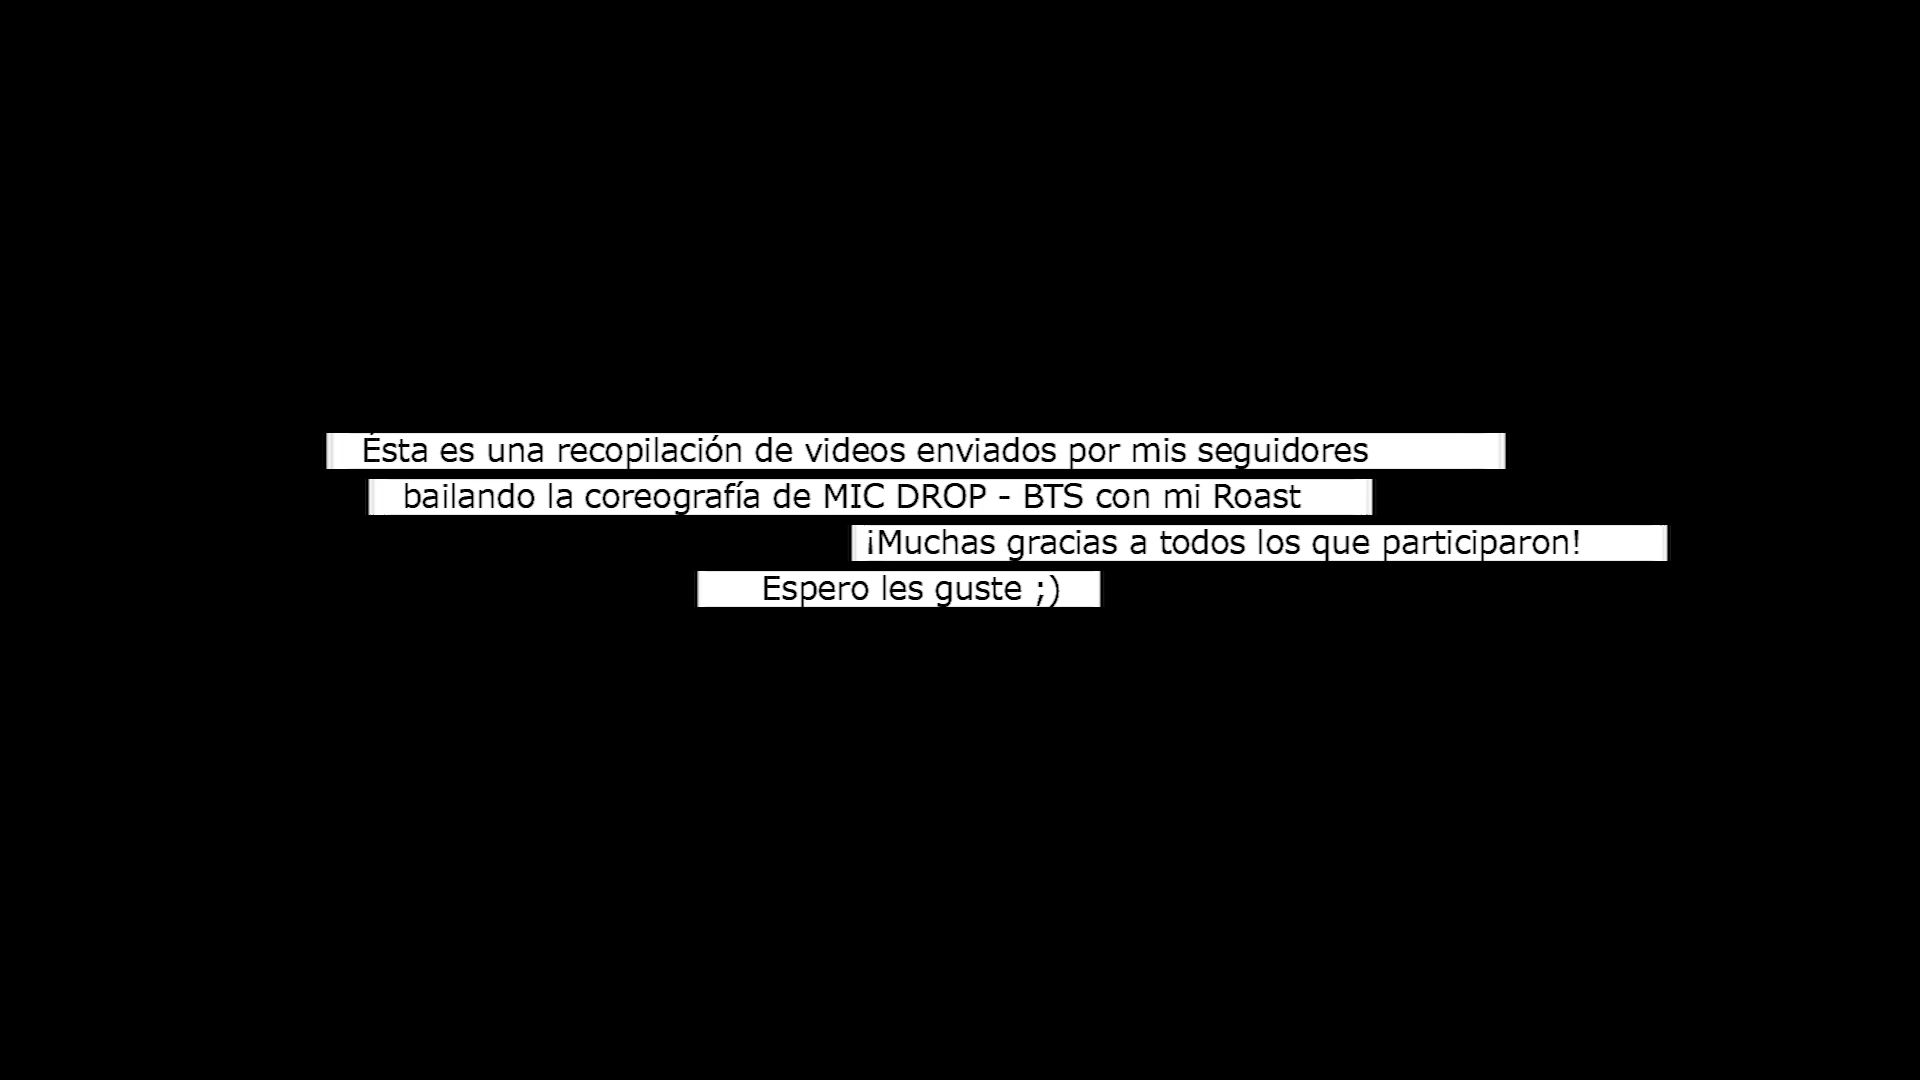 Ésta es una recopilación de videos enviados por mis seguidores
bailando la coreografía de MIC DROP - BTS con mi Roast
¡Muchas gracias a todos los que participaron!
Espero les guste ;)